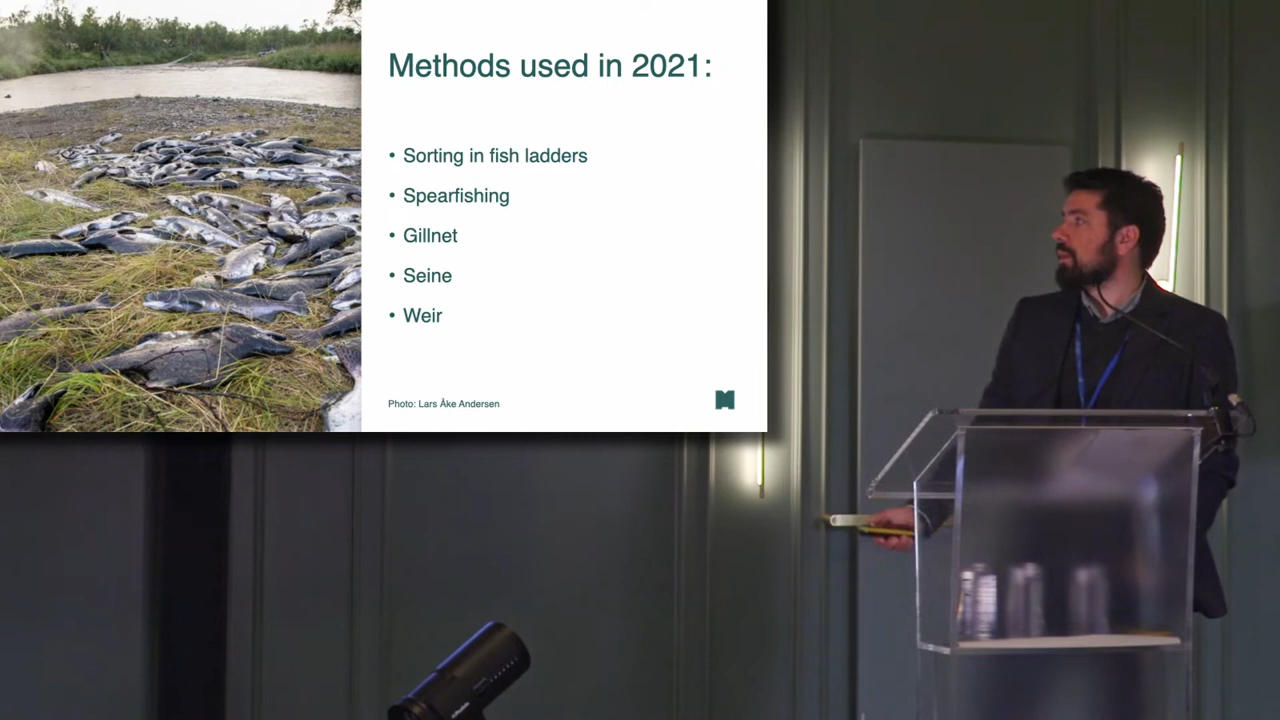 Methods used in 2021:
• Sorting in fish ladders
• Spearfishing
• Gillnet
• Seine
• Weir
Photo: Lars Åke Andersen